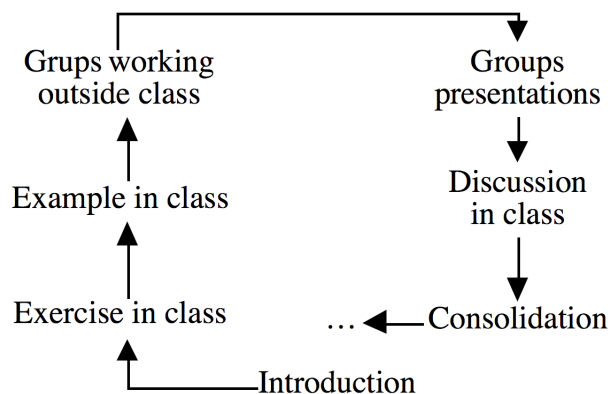 Grups working
outside class
Groups
presentations
Example in class
Discussion
in class
Exercise in class
... Consolidation
Introduction